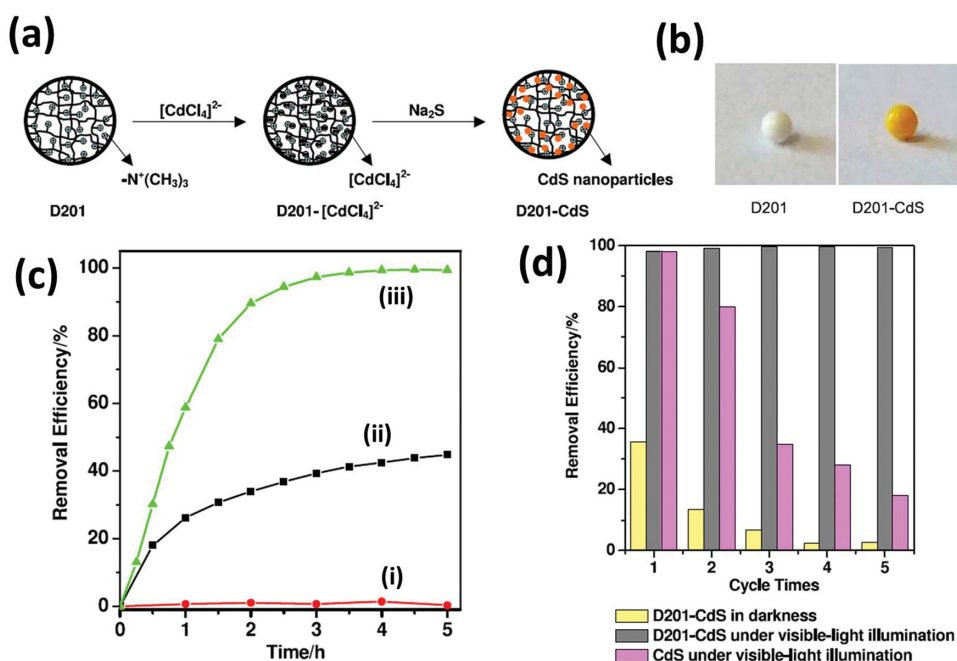 (a)
[CdCl₄]²⁻
Na₂S
-N⁺(CH₃)₃
[CdCl₄]²⁻
CdS nanoparticles
D201
D201-[CdCl₄]²⁻
D201-CdS
(b)
D201
D201-CdS
(c)
Removal Efficiency/%
100
80
60
40
20
0
(iii)
(ii)
(i)
0 1 2 3 4 5
Time/h
(d)
Removal Efficiency/%
100
80
60
40
20
0
1 2 3 4 5
Cycle Times
D201-CdS in darkness
D201-CdS under visible-light illumination
CdS under visible-light illumination